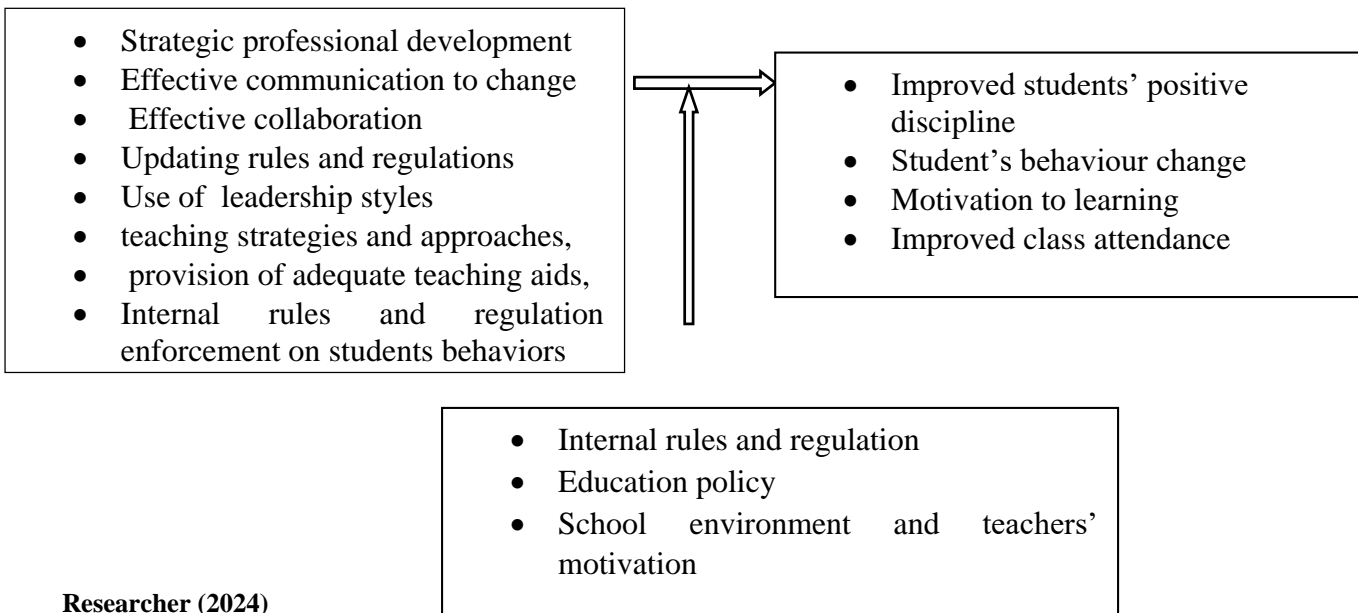 • Strategic professional development
• Effective communication to change
• Effective collaboration
• Updating rules and regulations
• Use of leadership styles
• teaching strategies and approaches,
• provision of adequate teaching aids,
• Internal rules and regulation
enforcement on students behaviors
• Improved students’ positive
discipline
• Student’s behaviour change
• Motivation to learning
• Improved class attendance
• Internal rules and regulation
• Education policy
• School environment and teachers’
motivation
Researcher (2024)